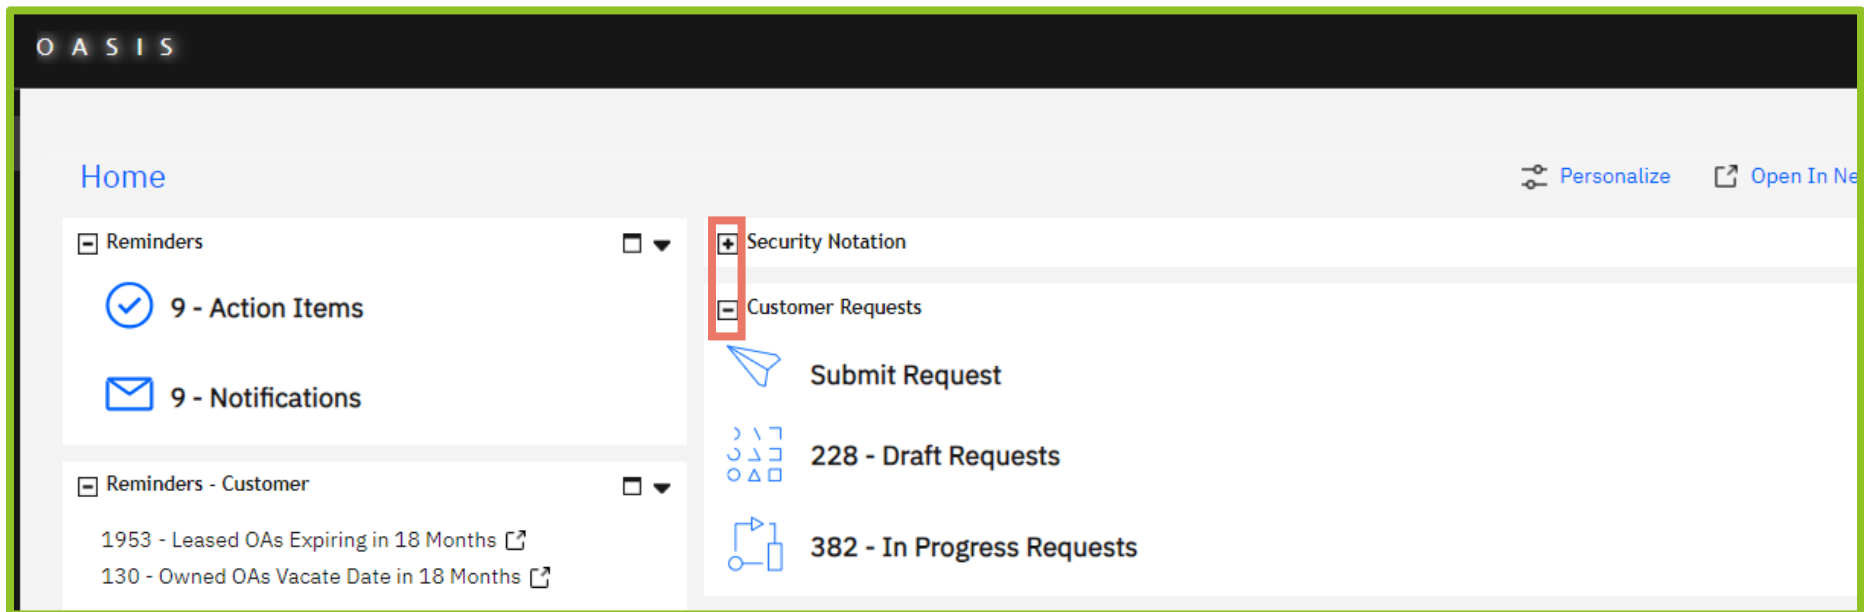 OASIS
Home
Personalize
Open In Ne
Reminders
9 - Action Items
9 - Notifications
Reminders - Customer
1953 - Leased OAs Expiring in 18 Months
130 - Owned OAs Vacate Date in 18 Months
Security Notation
Customer Requests
Submit Request
228 - Draft Requests
382 - In Progress Requests